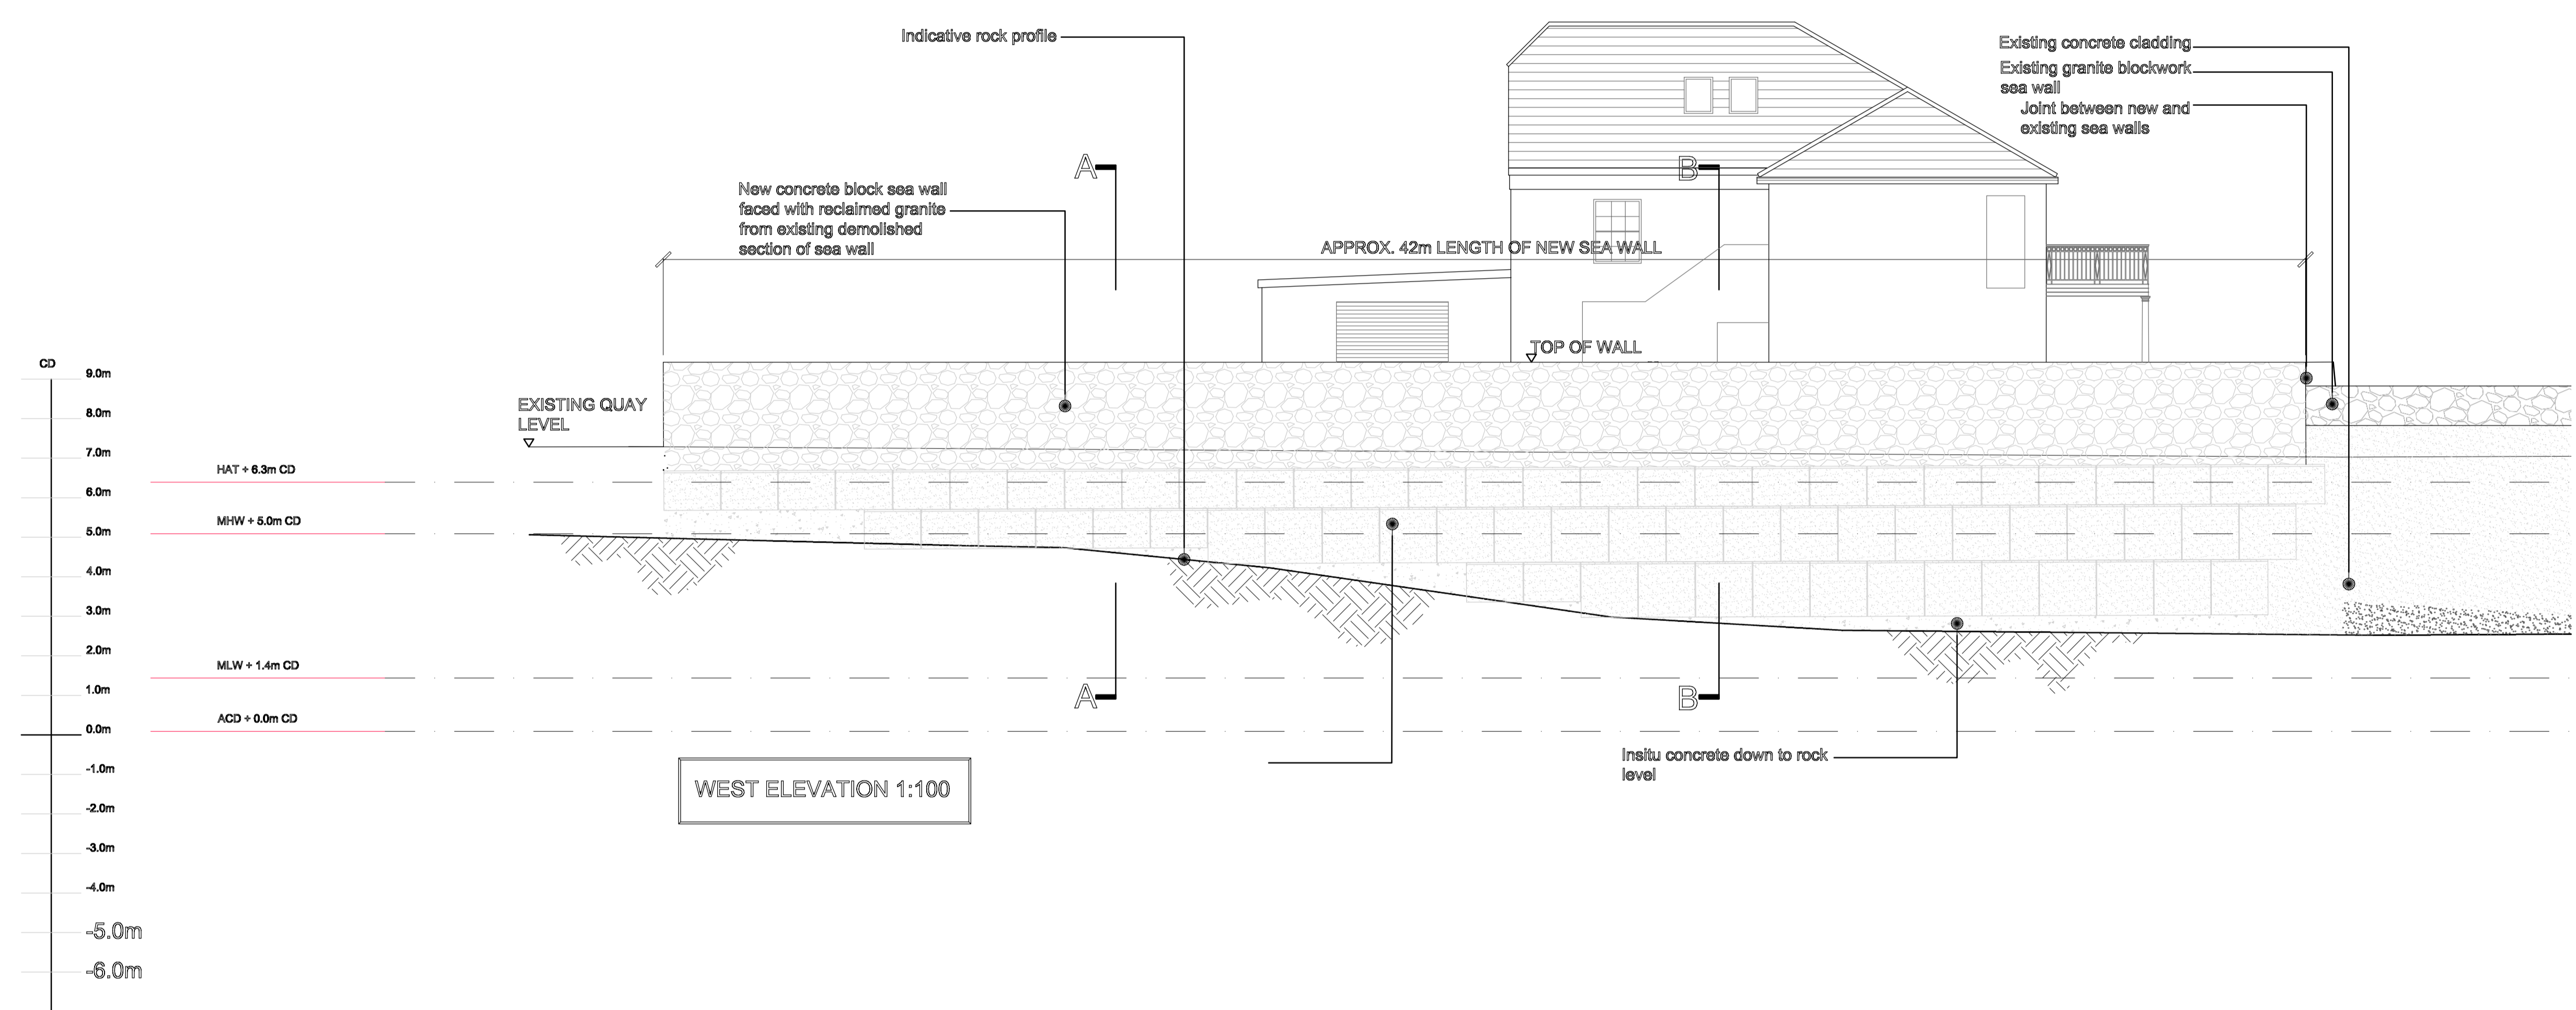 Indicative rock profile
Existing concrete cladding
Existing granite blockwork
sea wall
Joint between new and
existing sea walls
A
B
New concrete block sea wall
faced with reclaimed granite
from existing demolished
section of sea wall
APPROX. 42m LENGTH OF NEW SEA WALL
TOP OF WALL
CD
9.0m
EXISTING QUAY
LEVEL
8.0m
7.0m
HAT + 6.3m CD
6.0m
MHW + 5.0m CD
5.0m
4.0m
3.0m
2.0m
MLW + 1.4m CD
1.0m
A
B
ACD + 0.0m CD
0.0m
Insitu concrete down to rock
level
-1.0m
WEST ELEVATION 1:100
-2.0m
-3.0m
-4.0m
-5.0m
-6.0m